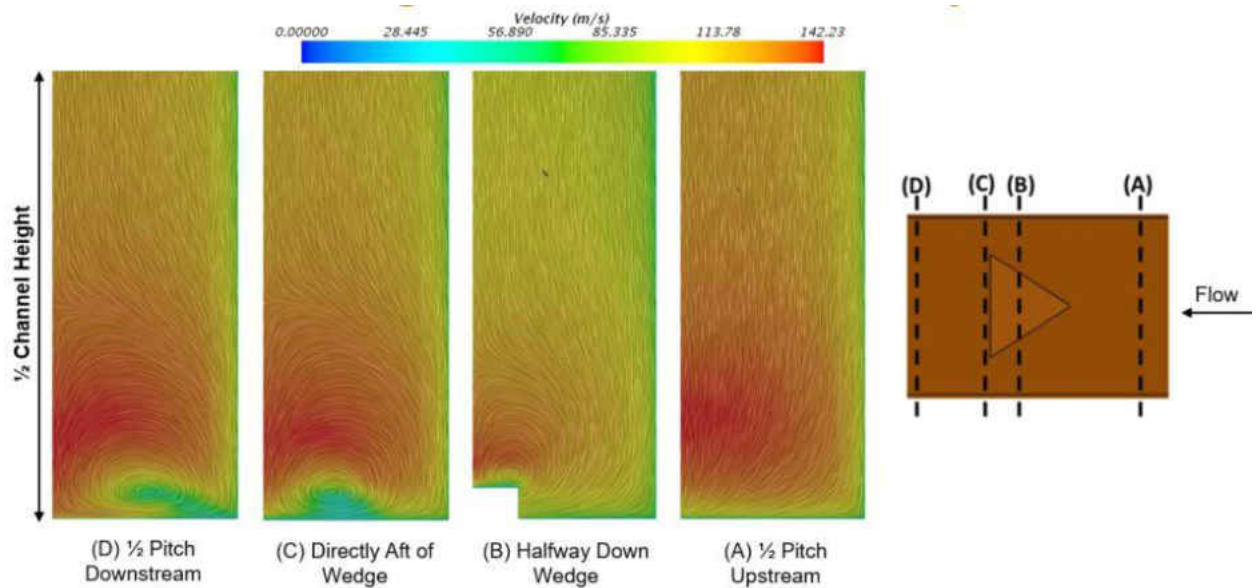 Velocity (m/s)
0.00000 28.445 56.890 85.335 113.78 142.23
½ Channel Height
(D) (C) (B) (A)
Flow
(D) ½ Pitch
Downstream
(C) Directly Aft of
Wedge
(B) Halfway Down
Wedge
(A) ½ Pitch
Upstream